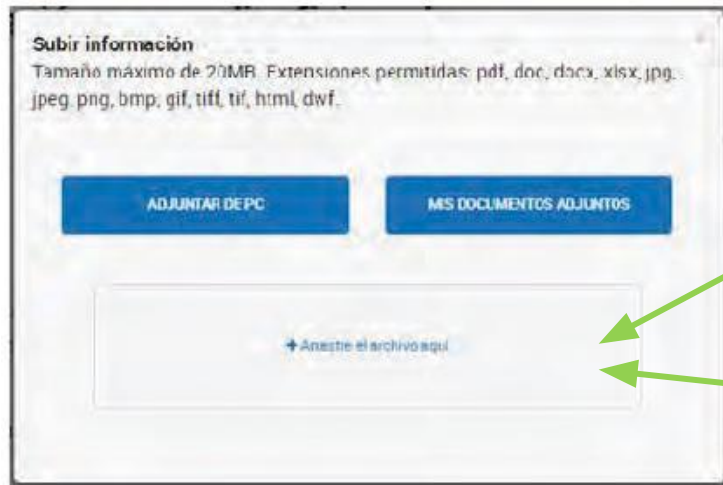 Subir información
Tamaño máximo de 20MB. Extensiones permitidas: pdf, doc, docx, xlsx, jpg,
jpeg, png, bmp, gif, tiff, tif, html, dwf.
ADJUNTAR DE PC
MIS DOCUMENTOS ADJUNTOS
+ Arrastre el archivo aquí